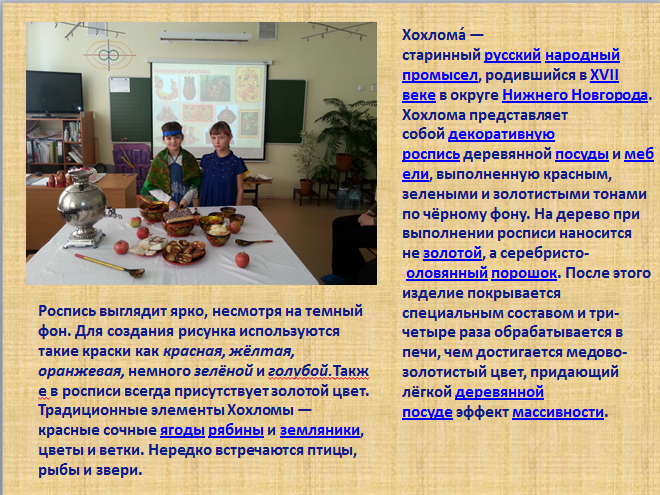 Хохлома́ —
старинный русский народный
промысел, родившийся в XVII
веке в округе Нижнего Новгорода.
Хохлома представляет
собой декоративную
роспись деревянной посуды и меб
ели, выполненную красным,
зелеными и золотистыми тонами
по чёрному фону. На дерево при
выполнении росписи наносится
не золотой, а серебристо-
оловянный порошок. После этого
изделие покрывается
специальным составом и три-
четыре раза обрабатывается в
печи, чем достигается медово-
золотистый цвет, придающий
лёгкой деревянной
посуде эффект массивности.
Роспись выглядит ярко, несмотря на темный
фон. Для создания рисунка используются
такие краски как красная, жёлтая,
оранжевая, немного зелёной и голубой.Такж
е в росписи всегда присутствует золотой цвет.
Традиционные элементы Хохломы —
красные сочные ягоды рябины и земляники,
цветы и ветки. Нередко встречаются птицы,
рыбы и звери.